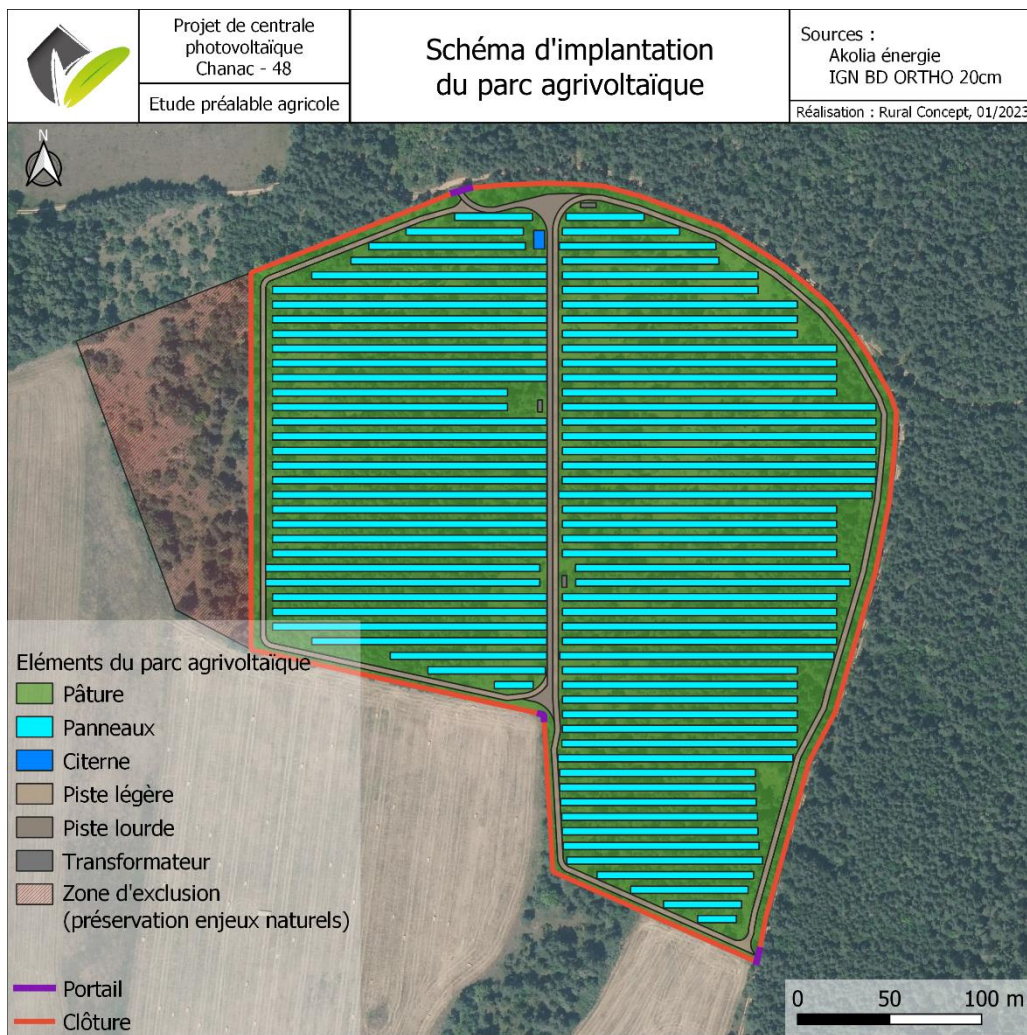 Projet de centrale
photovoltaïque
Chanac - 48
Etude préalable agricole
Schéma d'implantation
du parc agrivoltaïque
Sources :
Akolia énergie
IGN BD ORTHO 20cm
Réalisation : Rural Concept, 01/2023
N
Eléments du parc agrivoltaïque
Pâture
Panneaux
Citerne
Piste légère
Piste lourde
Transformateur
Zone d'exclusion
(préservation enjeux naturels)
Portail
Clôture
0 50 100 m